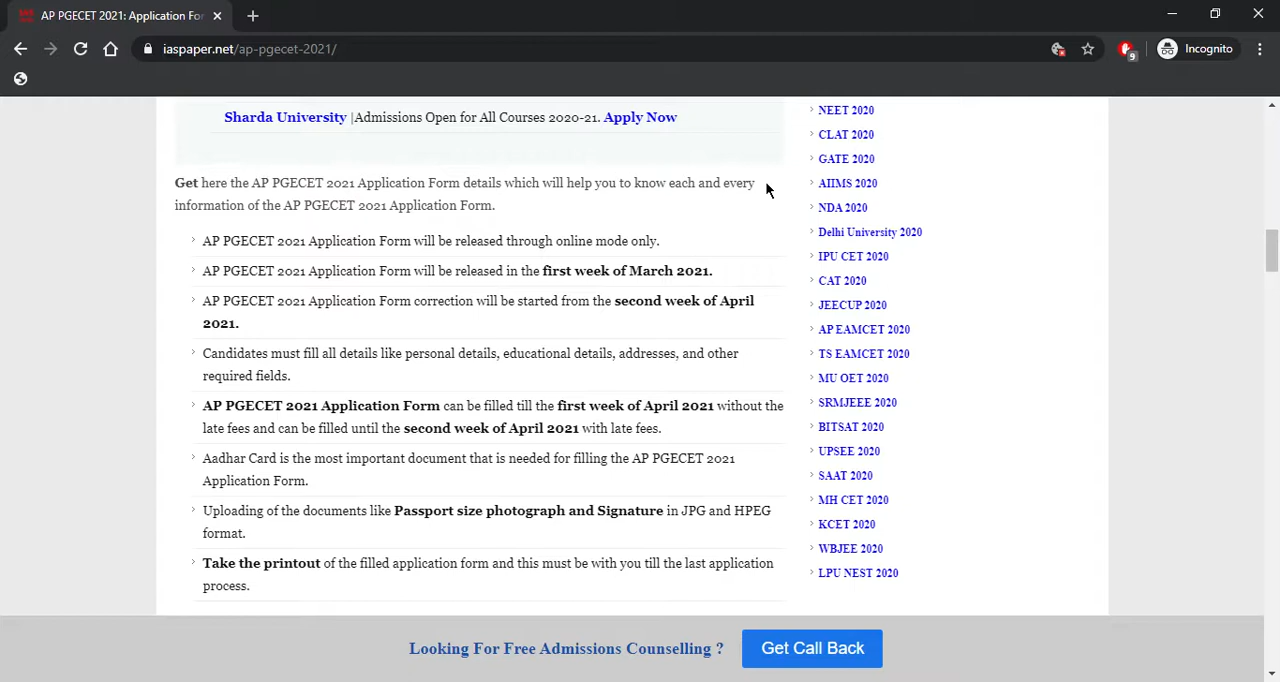 AP PGECET 2021: Application For
iaspaper.net/ap-pgecet-2021/
9
Incognito
Sharda University |Admissions Open for All Courses 2020-21. Apply Now
Get here the AP PGECET 2021 Application Form details which will help you to know each and every
information of the AP PGECET 2021 Application Form.
AP PGECET 2021 Application Form will be released through online mode only.
AP PGECET 2021 Application Form will be released in the first week of March 2021.
AP PGECET 2021 Application Form correction will be started from the second week of April
2021.
Candidates must fill all details like personal details, educational details, addresses, and other
required fields.
AP PGECET 2021 Application Form can be filled till the first week of April 2021 without the
late fees and can be filled until the second week of April 2021 with late fees.
Aadhar Card is the most important document that is needed for filling the AP PGECET 2021
Application Form.
Uploading of the documents like Passport size photograph and Signature in JPG and HPEG
format.
Take the printout of the filled application form and this must be with you till the last application
process.
NEET 2020
CLAT 2020
GATE 2020
AIIMS 2020
NDA 2020
Delhi University 2020
IPU CET 2020
CAT 2020
JEECUP 2020
AP EAMCET 2020
TS EAMCET 2020
MU OET 2020
SRMJEEE 2020
BITSAT 2020
UPSEE 2020
SAAT 2020
MH CET 2020
KCET 2020
WBJEE 2020
LPU NEST 2020
Looking For Free Admissions Counselling ?
Get Call Back